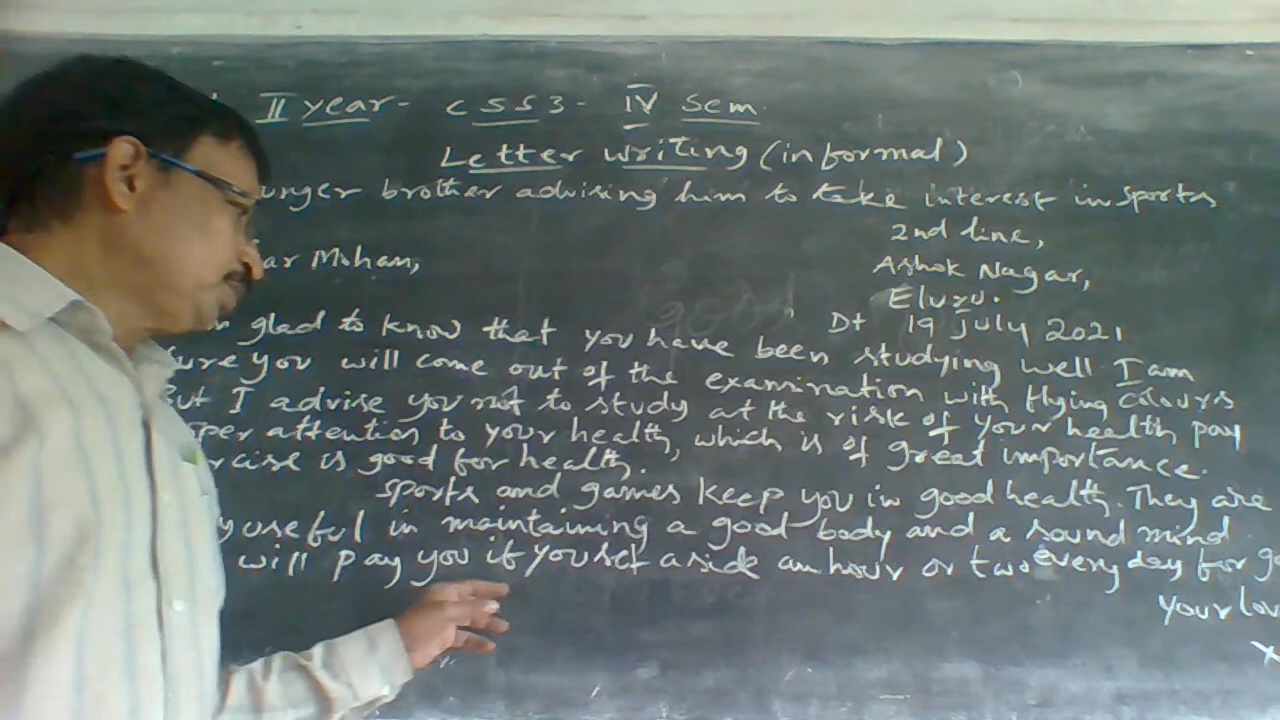 II year - CSS3 - IV Sem.
Letter writing (informal)
unger brother advising him to take interest in sports
2nd line,
Ashok Nagar,
Eluru.
Dt 19 July 2021
ar Mohan,
glad to know that you have been studying well I am
ure you will come out of the examination with flying colours
But I advise you not to study at the risk of your health pay
per attention to your health, which is of great importance.
rcise is good for health.
sports and games keep you in good health. They are
y useful in maintaining a good body and a sound mind
will pay you if you set aside an hour or two every day for ga
your lov
x